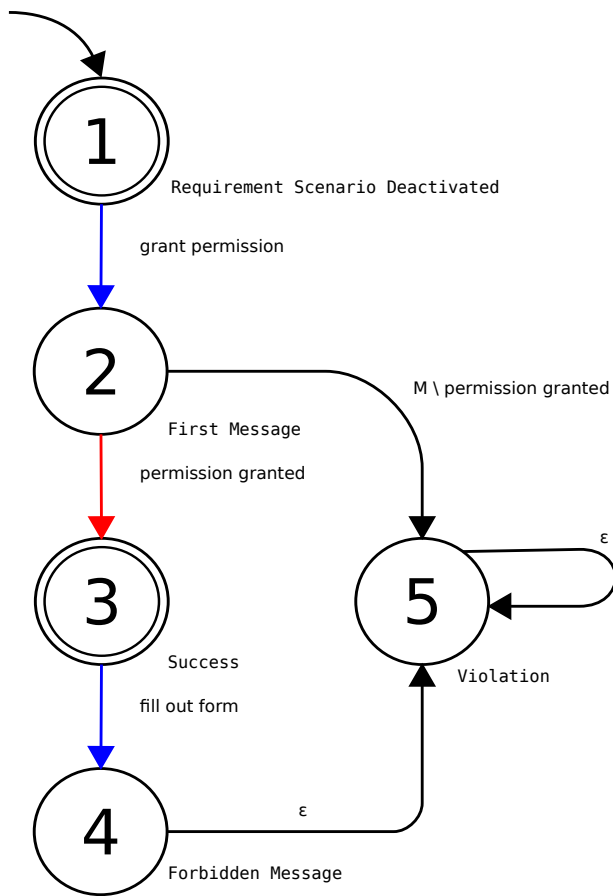 1
Requirement Scenario Deactivated
grant permission
2
M \ permission granted
First Message
permission granted
ε
3
5
Success
Violation
fill out form
4
ε
Forbidden Message